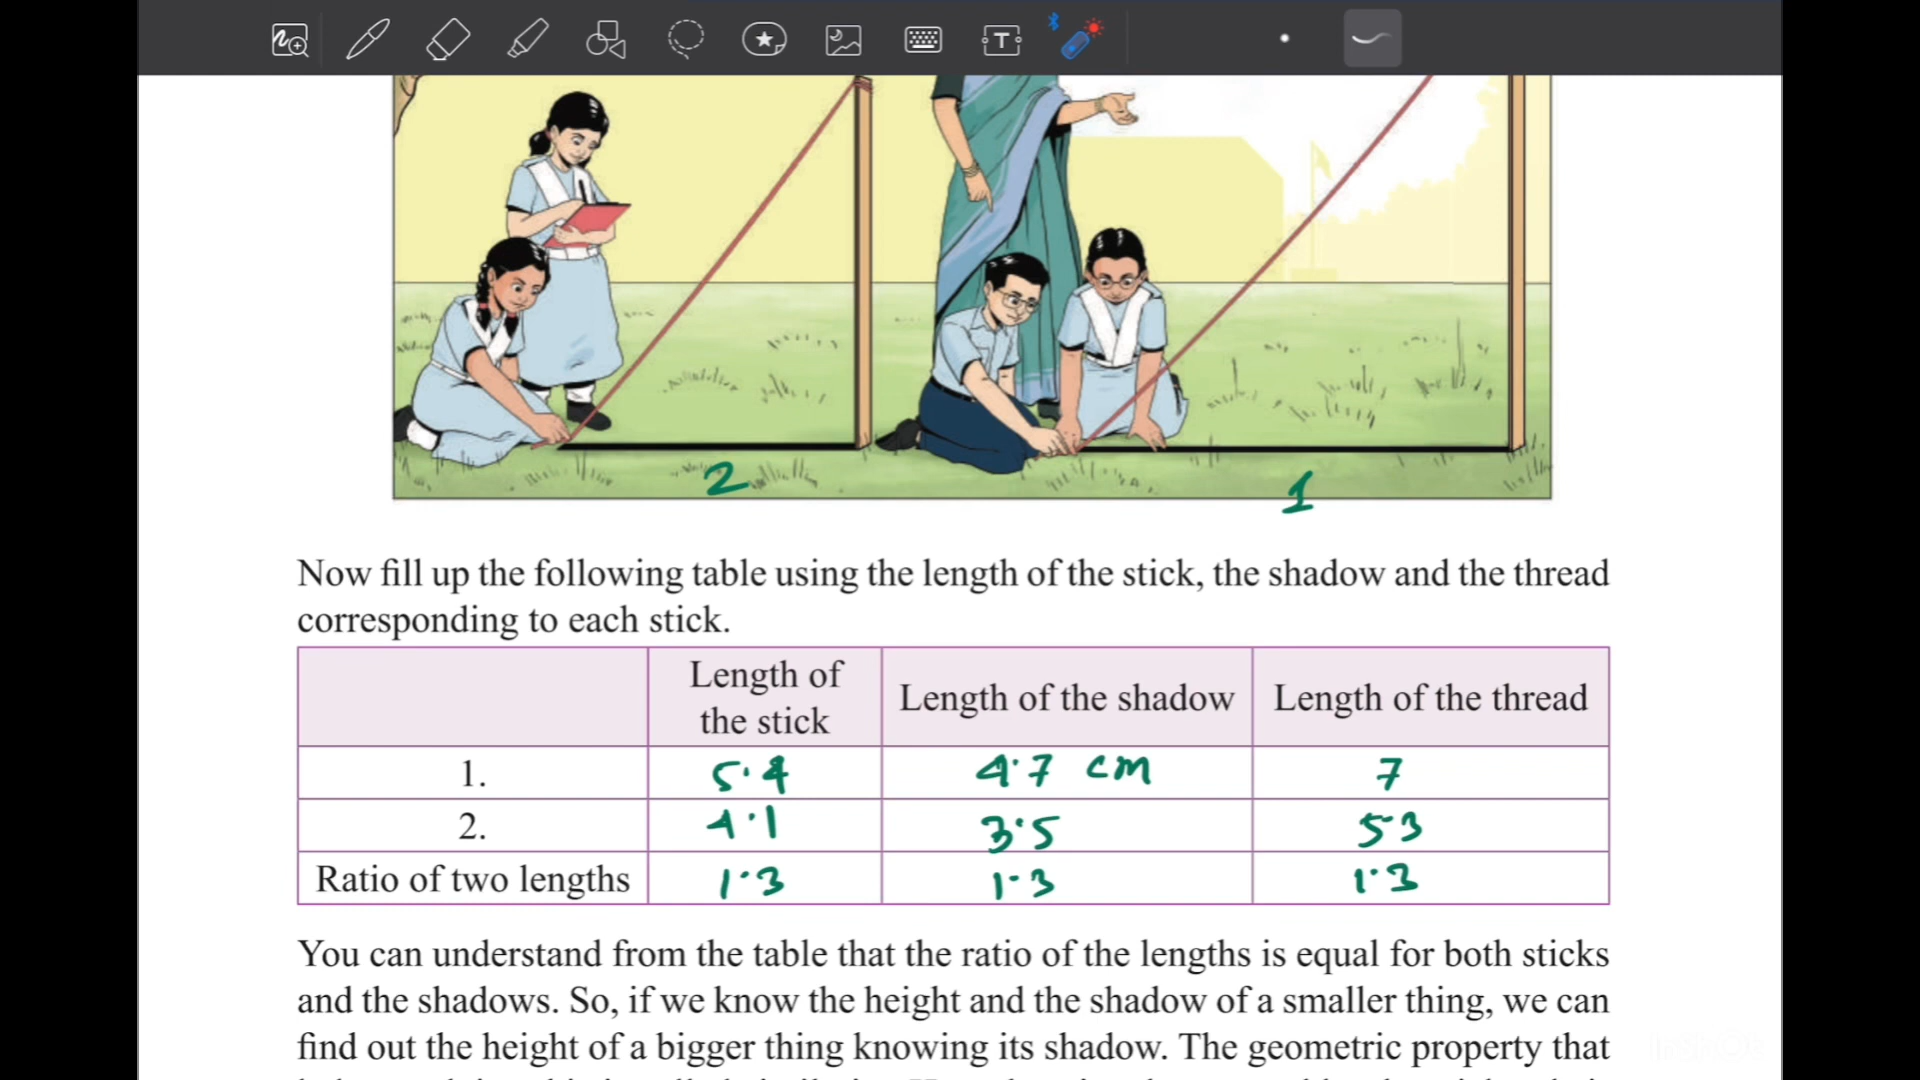 2
1
Now fill up the following table using the length of the stick, the shadow and the thread
corresponding to each stick.
Length of the stick Length of the shadow Length of the thread
1. 5.4 4.7 cm 7
2. 4.1 3.5 5.3
Ratio of two lengths 1.3 1.3 1.3
You can understand from the table that the ratio of the lengths is equal for both sticks
and the shadows. So, if we know the height and the shadow of a smaller thing, we can
find out the height of a bigger thing knowing its shadow. The geometric property that